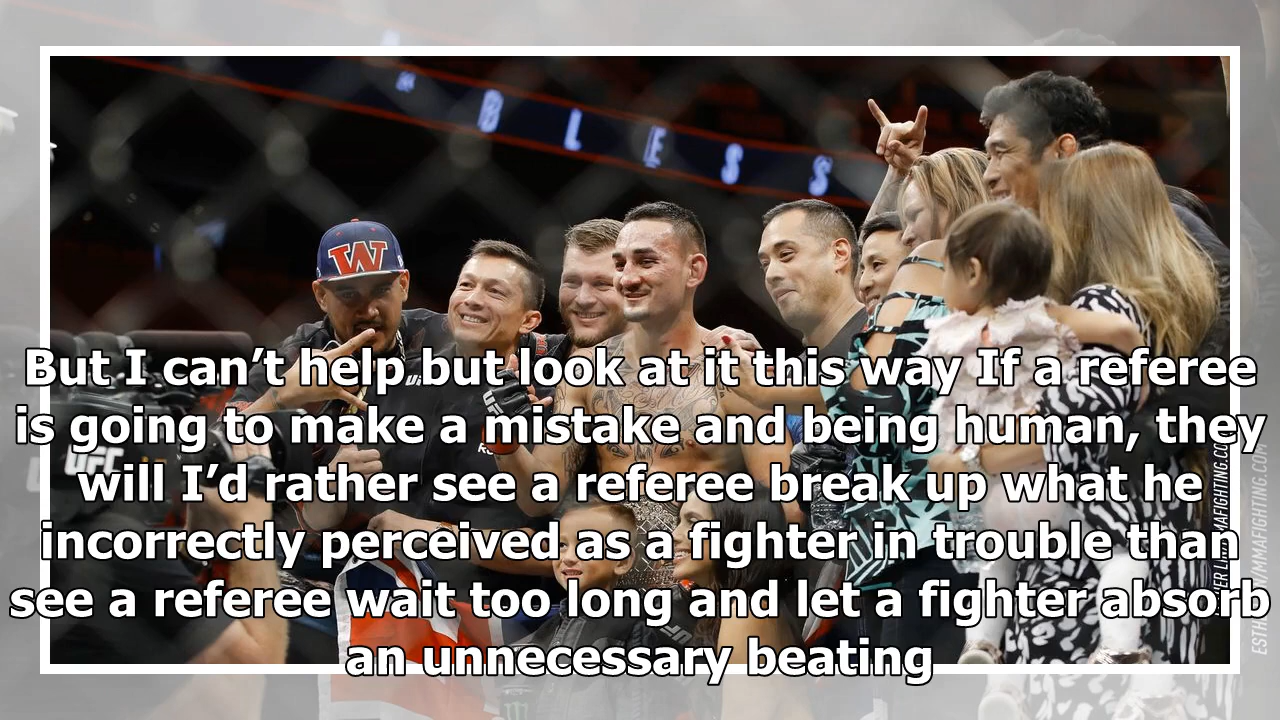 B L E S S
W
UFC
UFC
But I can’t help but look at it this way If a referee
is going to make a mistake and being human, they
will I’d rather see a referee break up what he
incorrectly perceived as a fighter in trouble than
see a referee wait too long and let a fighter absorb
an unnecessary beating